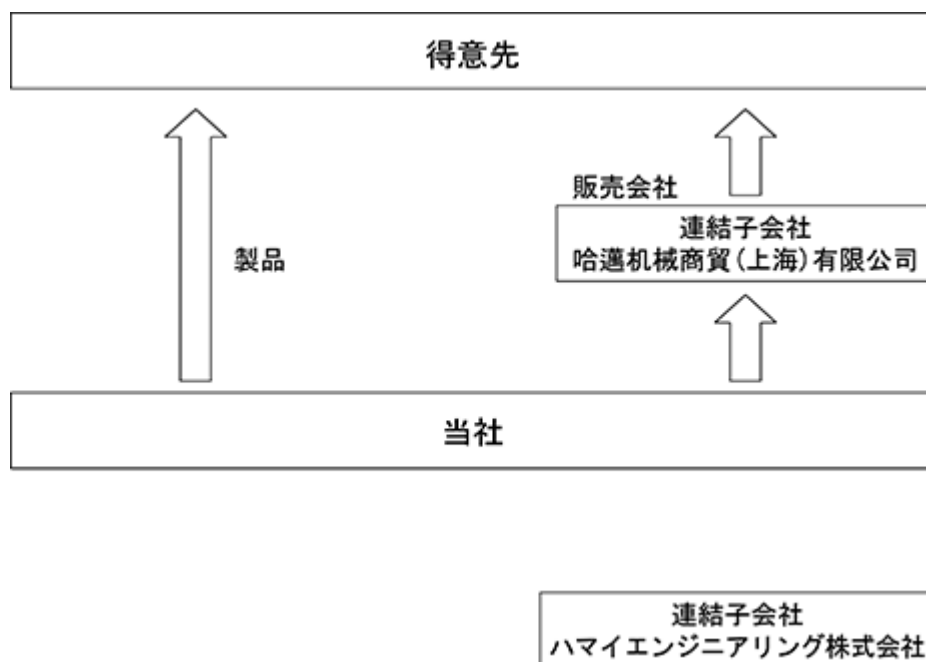 得意先
販売会社
連結子会社
哈邁机械商貿(上海)有限公司
製品
当社
連結子会社
ハマイエンジニアリング株式会社